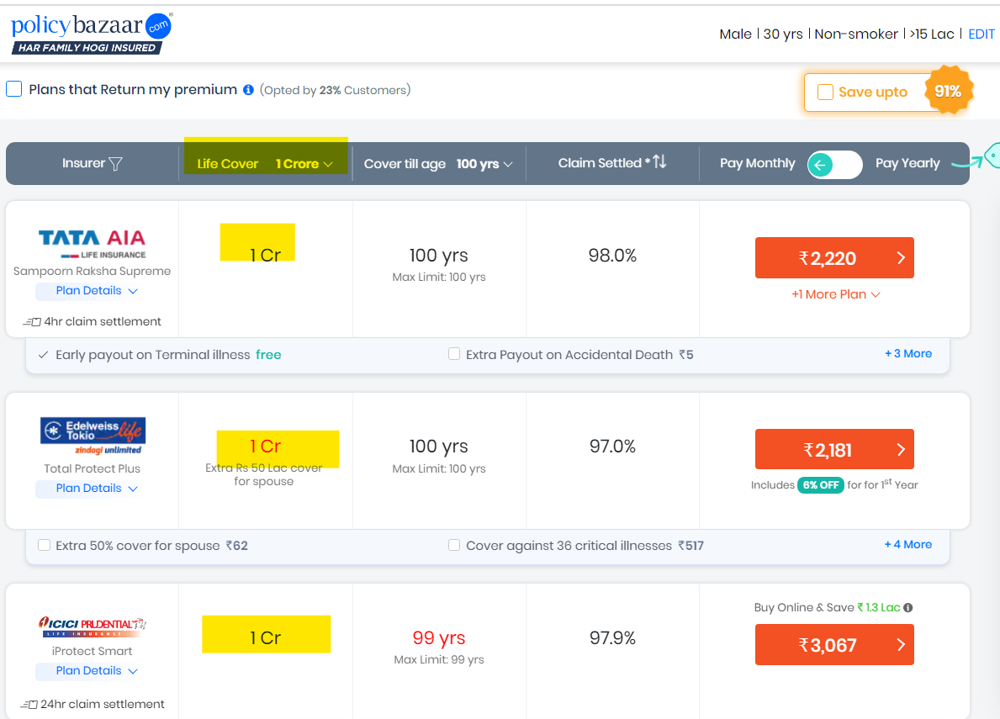 policybazaar.com®
HAR FAMILY HOGI INSURED
Male | 30 yrs | Non-smoker | >15 Lac | EDIT
Plans that Return my premium i (Opted by 23% Customers)
Save upto 91%
Insurer Life Cover 1 Crore Cover till age 100 yrs Claim Settled * Pay Monthly Pay Yearly
TATA AIA
LIFE INSURANCE
Sampoorn Raksha Supreme
Plan Details
4hr claim settlement
1 Cr
100 yrs
Max Limit: 100 yrs
98.0%
₹2,220
+1 More Plan
Early payout on Terminal illness free
Extra Payout on Accidental Death ₹5
+ 3 More
Edelweiss
Tokio life
zindagi unlimited
Total Protect Plus
Plan Details
1 Cr
Extra Rs 50 Lac cover
for spouse
100 yrs
Max Limit: 100 yrs
97.0%
₹2,181
Includes 6% OFF for for 1st Year
Extra 50% cover for spouse ₹62
Cover against 36 critical illnesses ₹517
+ 4 More
ICICI PRUDENTIAL
LIFE INSURANCE
iProtect Smart
Plan Details
24hr claim settlement
1 Cr
99 yrs
Max Limit: 99 yrs
97.9%
Buy Online & Save ₹ 1.3 Lac i
₹3,067